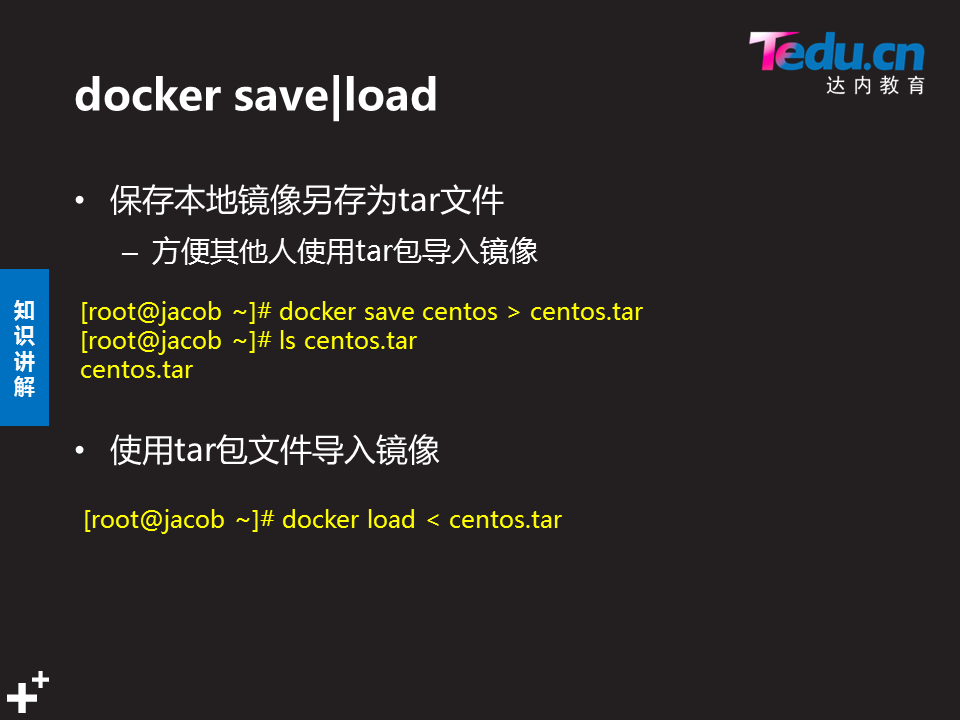 Tedu.cn
达内教育
docker save|load
• 保存本地镜像另存为tar文件
– 方便其他人使用tar包导入镜像
知识讲解
[root@jacob ~]# docker save centos > centos.tar
[root@jacob ~]# ls centos.tar
centos.tar
• 使用tar包文件导入镜像
[root@jacob ~]# docker load < centos.tar